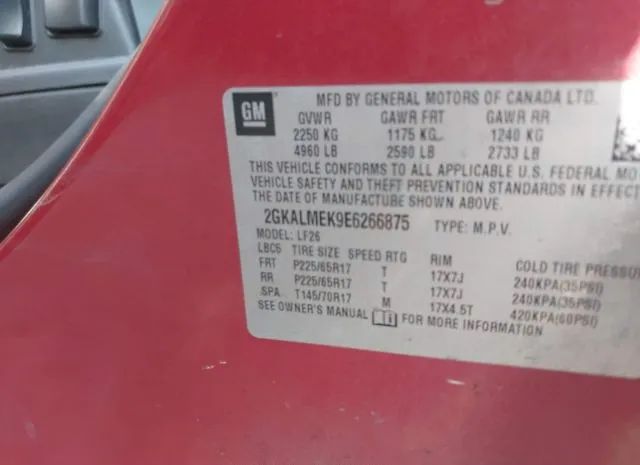 GM
MFD BY GENERAL MOTORS OF CANADA LTD.
GVWR GAWR FRT GAWR RR
2250 KG 1175 KG 1240 KG
4960 LB 2590 LB 2733 LB
THIS VEHICLE CONFORMS TO ALL APPLICABLE U.S. FEDERAL MO
VEHICLE SAFETY AND THEFT PREVENTION STANDARDS IN EFFECT
THE DATE OF MANUFACTURE SHOWN ABOVE.
2GKALMEK9E6266875 TYPE: M.P.V.
MODEL: LF26
LBC6 TIRE SIZE SPEED RTG RIM COLD TIRE PRESSU
FRT P225/65R17 T 17X7J 240KPA(35PSI)
RR P225/65R17 T 17X7J 240KPA(35PSI)
SPA T145/70R17 M 17X4.5T 420KPA(60PSI)
SEE OWNER'S MANUAL FOR MORE INFORMATION